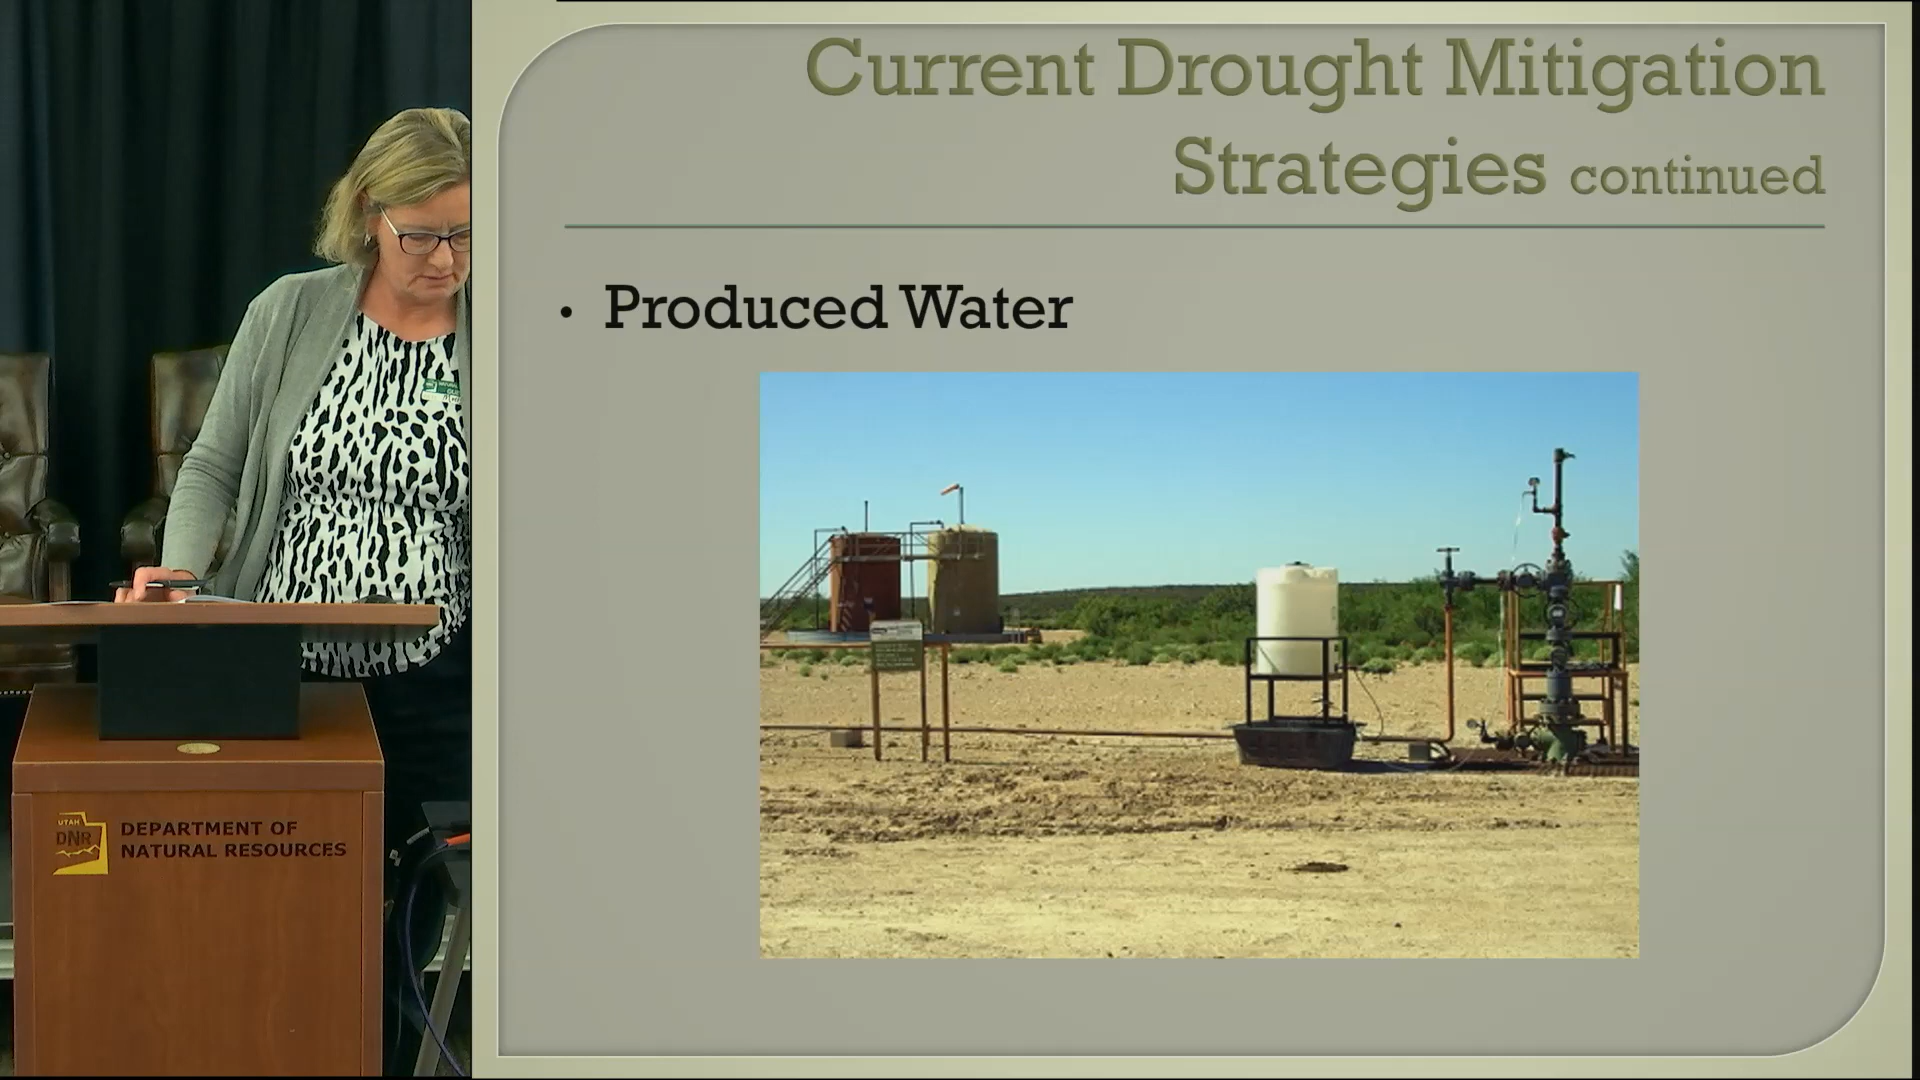 Current Drought Mitigation
Strategies continued
• Produced Water
UTAH
DNR
DEPARTMENT OF
NATURAL RESOURCES